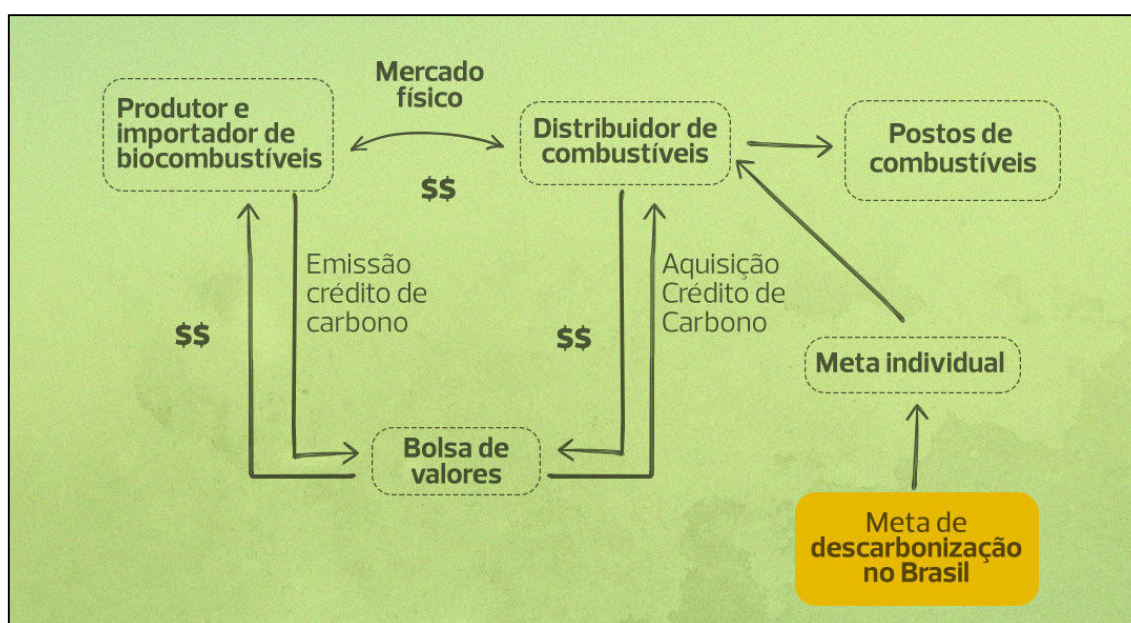 Mercado
físico
Produtor e
importador de
biocombustíveis
Distribuidor de
combustíveis
Postos de
combustíveis
$$
Emissão
crédito de
carbono
Aquisição
Crédito de
Carbono
$$
$$
Meta individual
Bolsa de
valores
Meta de
descarbonização
no Brasil